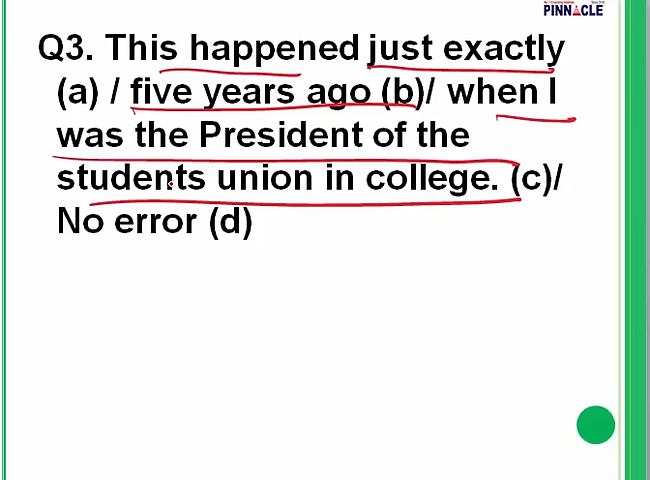 PINNACLE
Q3. This happened just exactly
(a) / five years ago (b)/ when I
was the President of the
students union in college. (c)/
No error (d)